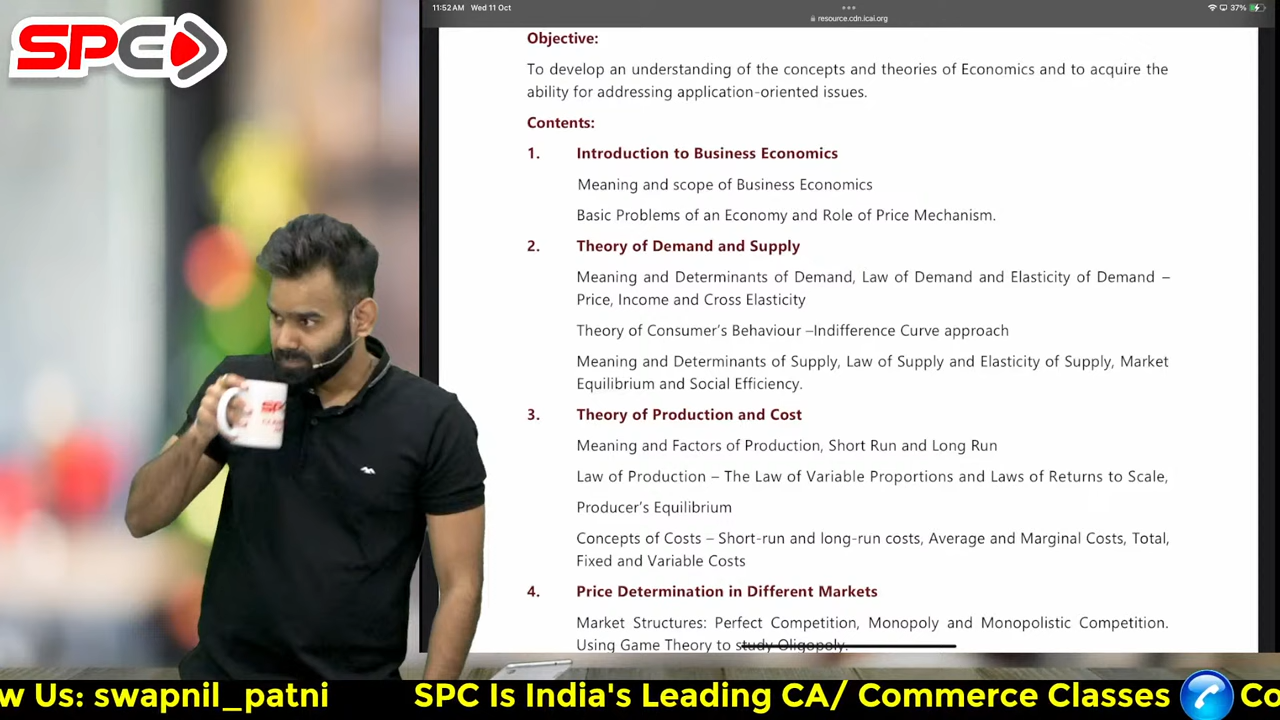 11:52 AM Wed 11 Oct
resource.cdn.icai.org
37%
SPC
Objective:
To develop an understanding of the concepts and theories of Economics and to acquire the
ability for addressing application-oriented issues.
Contents:
1. Introduction to Business Economics
Meaning and scope of Business Economics
Basic Problems of an Economy and Role of Price Mechanism.
2. Theory of Demand and Supply
Meaning and Determinants of Demand, Law of Demand and Elasticity of Demand –
Price, Income and Cross Elasticity
Theory of Consumer’s Behaviour –Indifference Curve approach
Meaning and Determinants of Supply, Law of Supply and Elasticity of Supply, Market
Equilibrium and Social Efficiency.
3. Theory of Production and Cost
Meaning and Factors of Production, Short Run and Long Run
Law of Production – The Law of Variable Proportions and Laws of Returns to Scale,
Producer’s Equilibrium
Concepts of Costs – Short-run and long-run costs, Average and Marginal Costs, Total,
Fixed and Variable Costs
4. Price Determination in Different Markets
Market Structures: Perfect Competition, Monopoly and Monopolistic Competition.
Using Game Theory to study Oligopoly.
SPC
w Us: swapnil_patni SPC Is India's Leading CA/ Commerce Classes Co